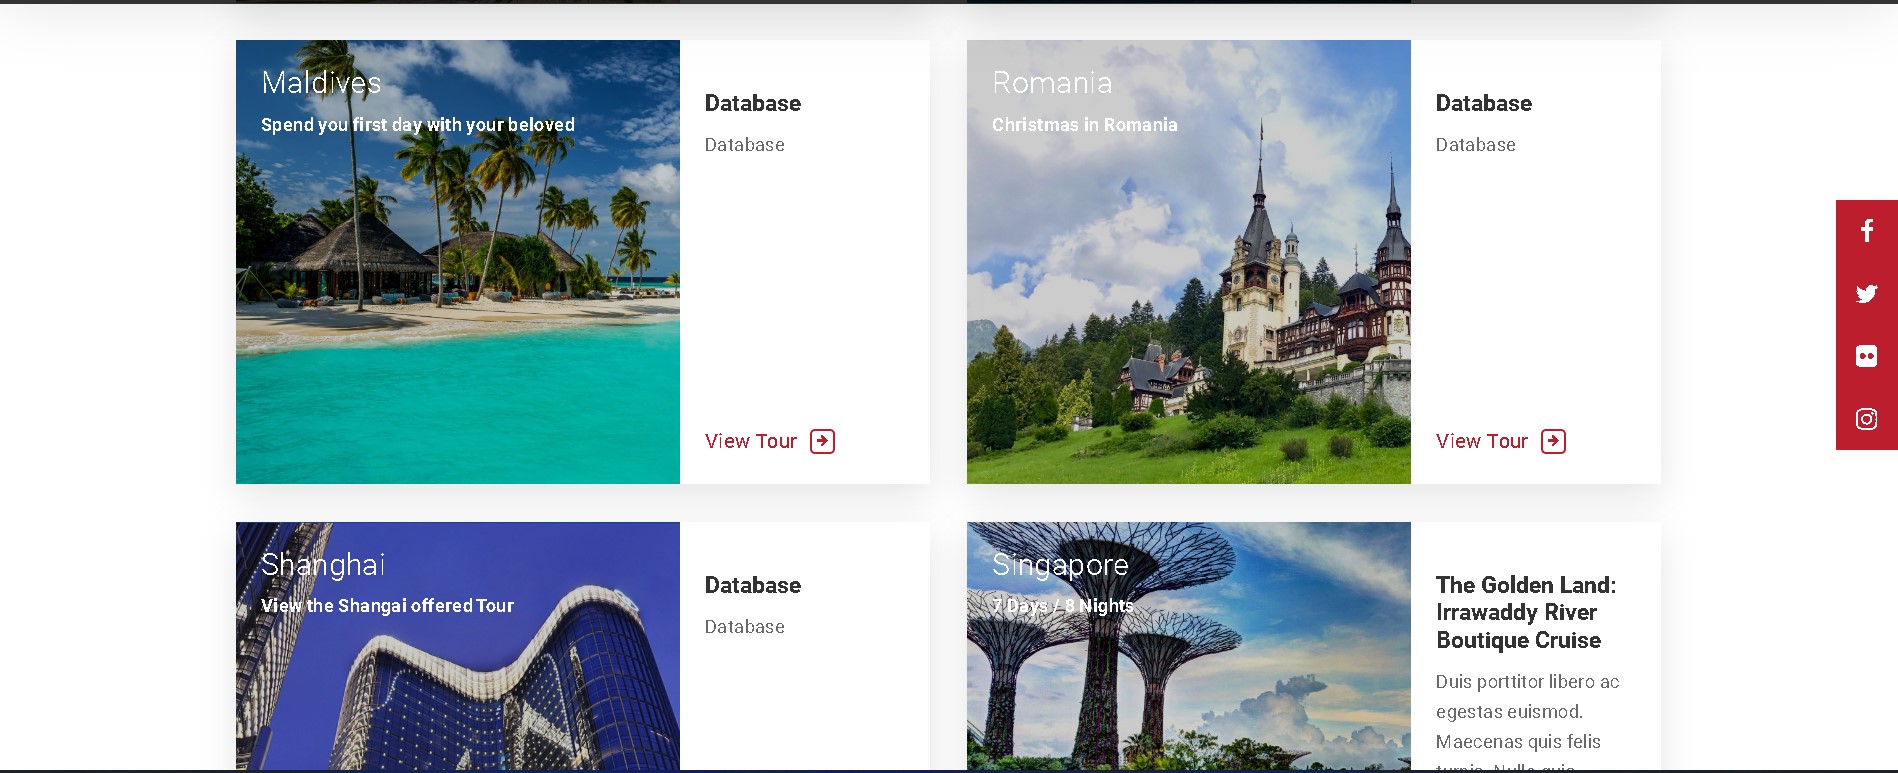 Maldives
Spend you first day with your beloved
Database
Database
View Tour
Romania
Christmas in Romania
Database
Database
View Tour
Shanghai
View the Shangai offered Tour
Database
Database
Singapore
7 Days / 8 Nights
The Golden Land:
Irrawaddy River
Boutique Cruise
Duis porttitor libero ac
egestas euismod.
Maecenas quis felis